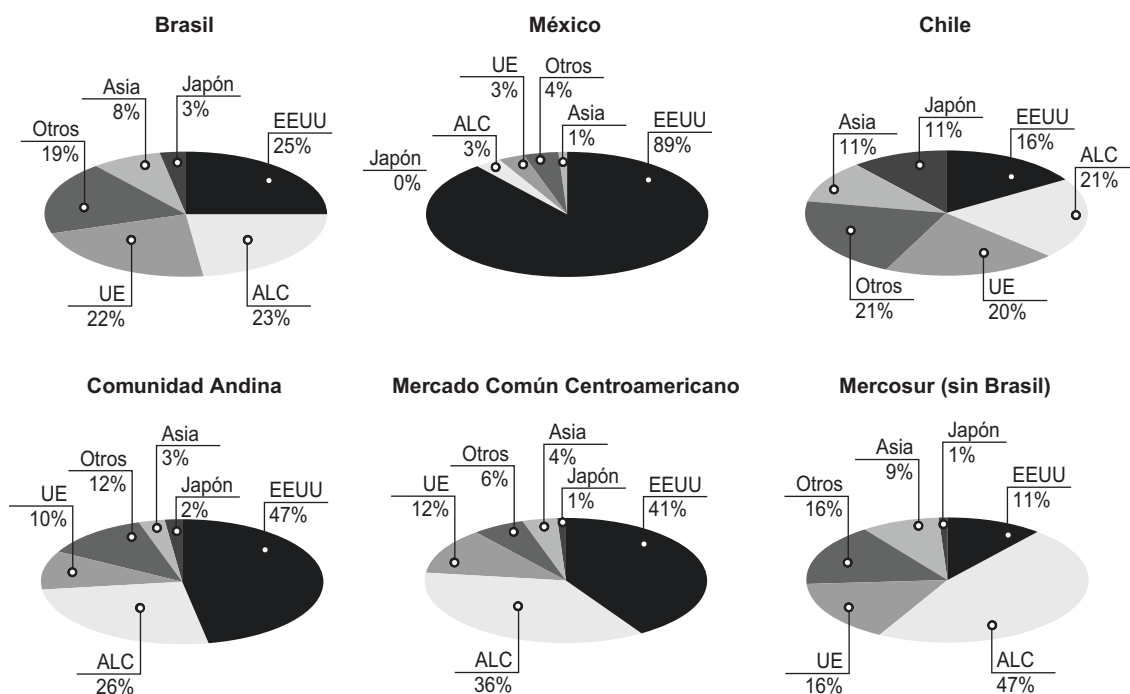 Brasil
Asia
8%
Japón
3%
EEUU
25%
Otros
19%
UE
22%
ALC
23%
México
UE
3%
Otros
4%
ALC
3%
Asia
1%
EEUU
89%
Japón
0%
Chile
Japón
11%
EEUU
16%
Asia
11%
ALC
21%
Otros
21%
UE
20%
Comunidad Andina
Asia
3%
Otros
12%
Japón
2%
EEUU
47%
UE
10%
ALC
26%
Mercado Común Centroamericano
Asia
4%
Otros
6%
Japón
1%
EEUU
41%
UE
12%
ALC
36%
Mercosur (sin Brasil)
Japón
1%
Asia
9%
EEUU
11%
Otros
16%
UE
16%
ALC
47%